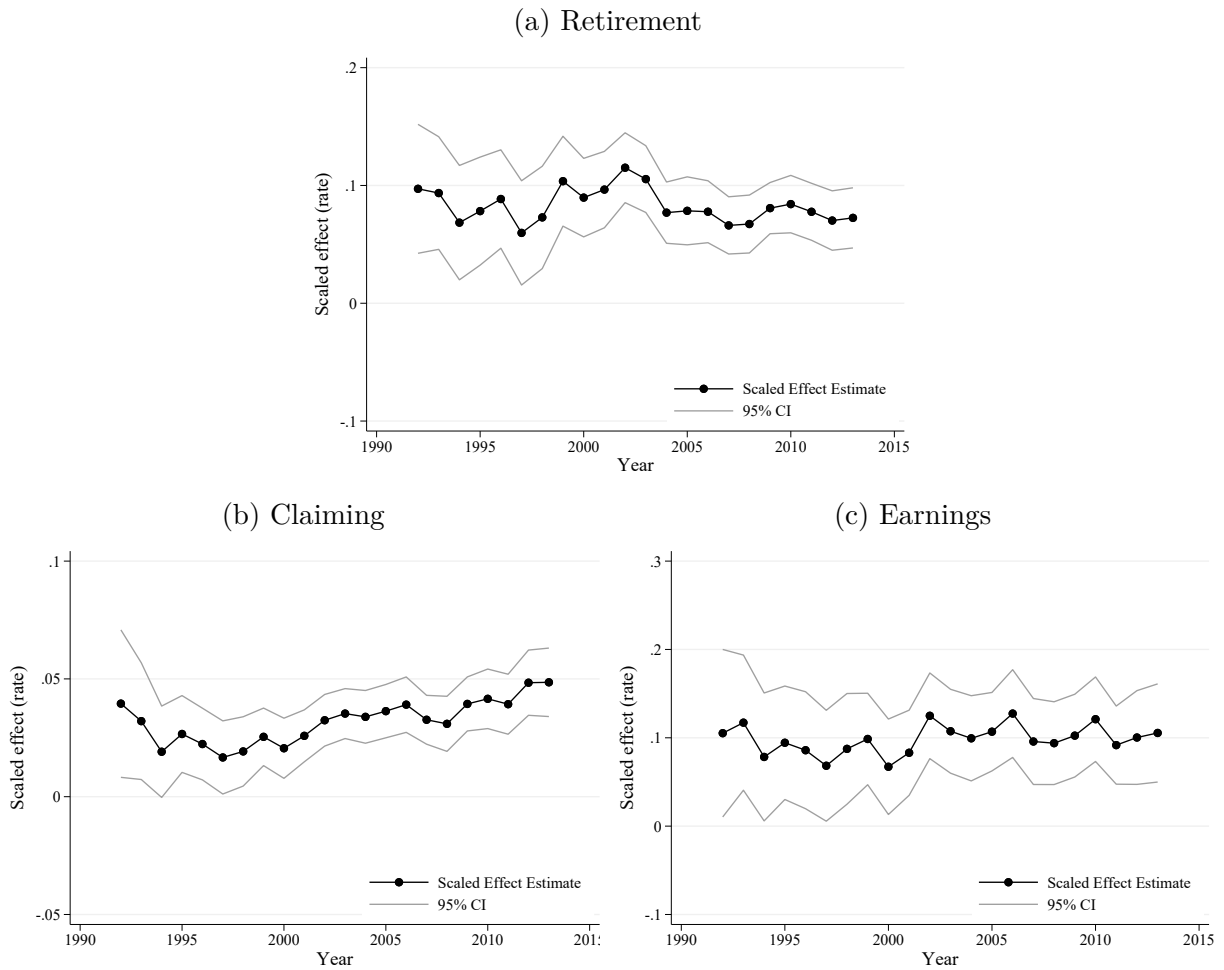 (a) Retirement
.2
.1
0
-.1
Scaled effect (rate)
1990 1995 2000 2005 2010 2015
Year
Scaled Effect Estimate
95% CI
(b) Claiming
.1
.05
0
-.05
Scaled effect (rate)
1990 1995 2000 2005 2010 201
Year
Scaled Effect Estimate
95% CI
(c) Earnings
.3
.2
.1
0
-.1
Scaled effect (rate)
1990 1995 2000 2005 2010 2015
Year
Scaled Effect Estimate
95% CI